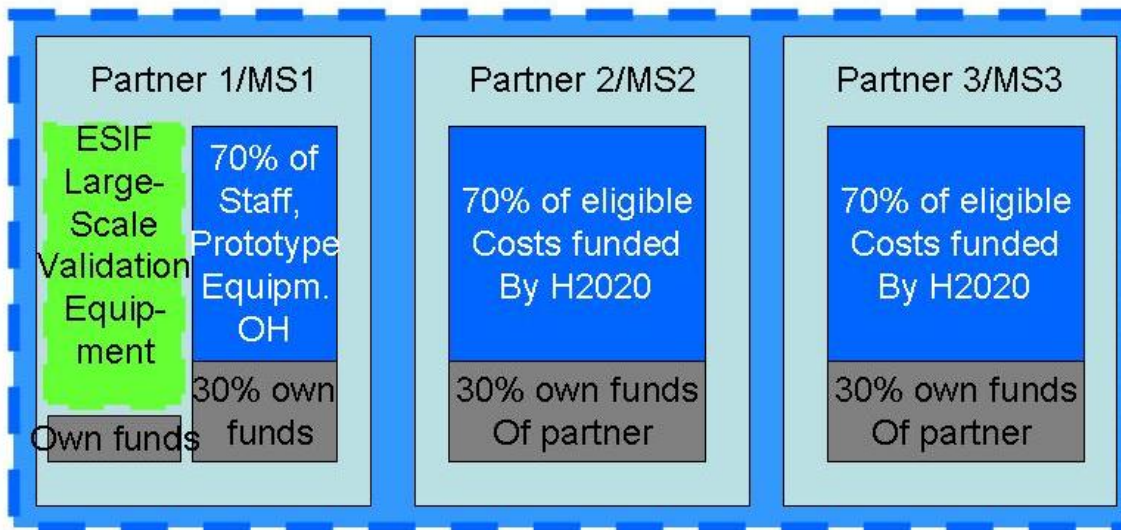 Partner 1/MS1
ESIF
Large-
Scale
Validation
Equip-
ment
Own funds
70% of
Staff,
Prototype
Equipm.
OH
30% own
funds
Partner 2/MS2
70% of eligible
Costs funded
By H2020
30% own funds
Of partner
Partner 3/MS3
70% of eligible
Costs funded
By H2020
30% own funds
Of partner